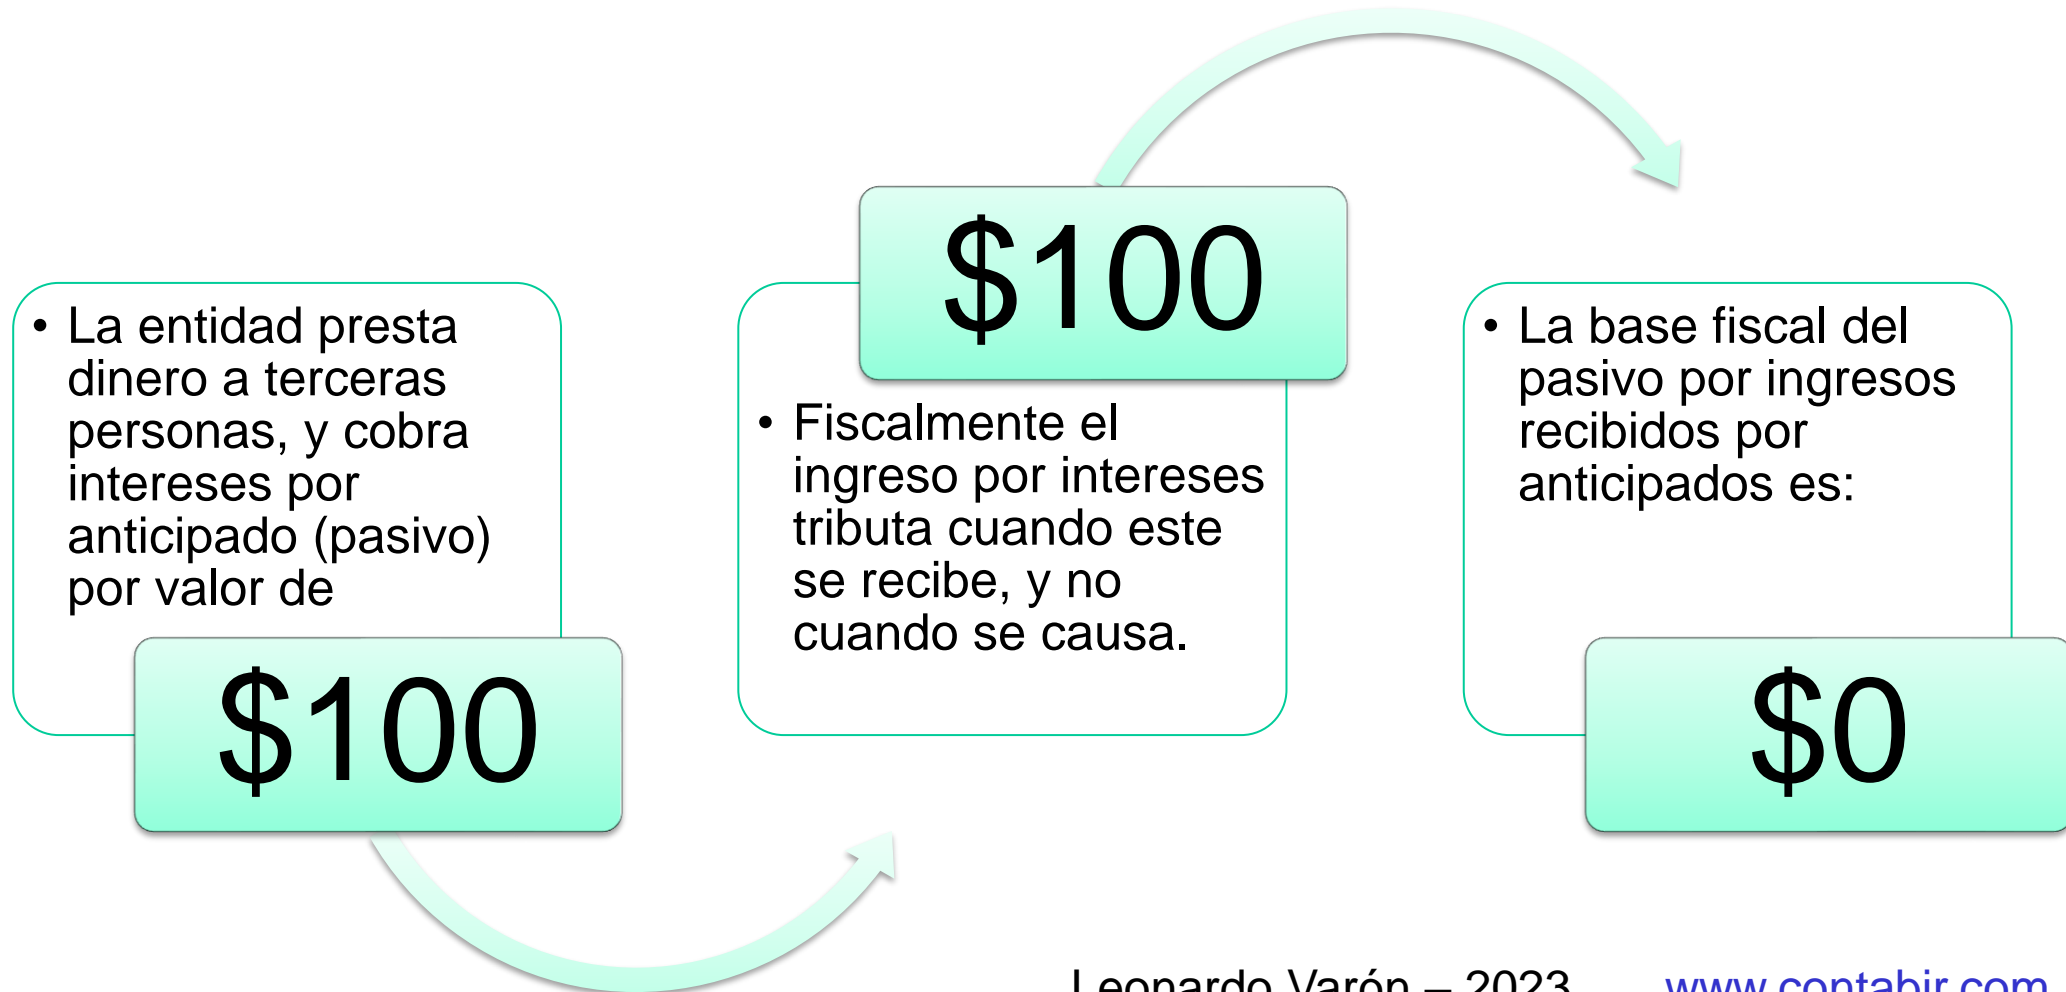 • La entidad presta
dinero a terceras
personas, y cobra
intereses por
anticipado (pasivo)
por valor de
$100
$100
• Fiscalmente el
ingreso por intereses
tributa cuando este
se recibe, y no
cuando se causa.
• La base fiscal del
pasivo por ingresos
recibidos por
anticipados es:
$0
Leonardo Varón – 2023 www.contabir.com